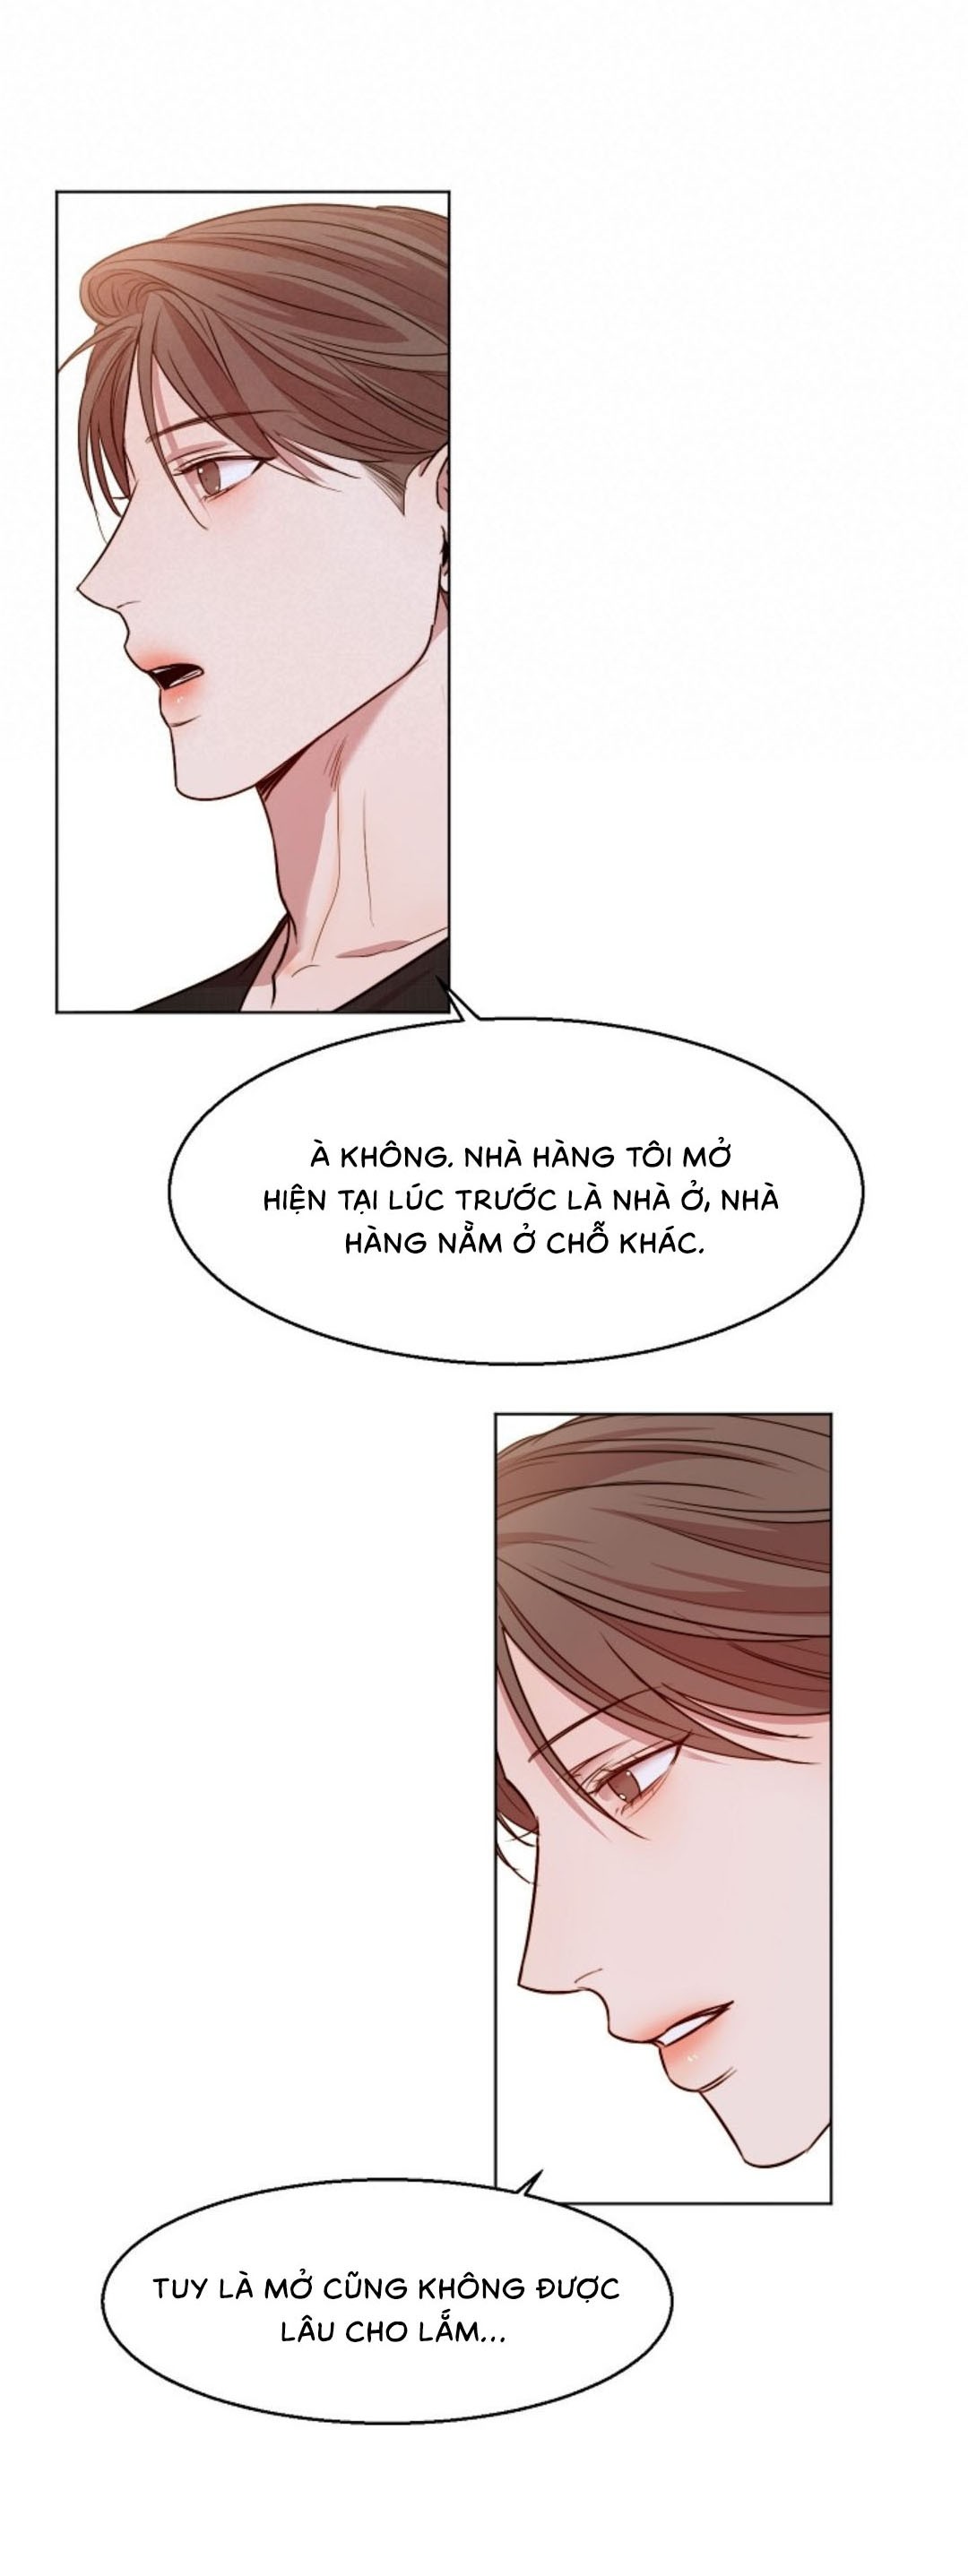 À KHÔNG. NHÀ HÀNG TÔI MỞ
HIỆN TẠI LÚC TRƯỚC LÀ NHÀ Ở, NHÀ
HÀNG NẰM Ở CHỖ KHÁC.
TUY LÀ MỞ CŨNG KHÔNG ĐƯỢC
LÂU CHO LẮM...